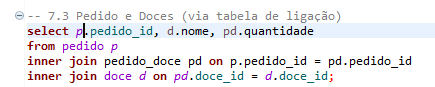 -- 7.3 Pedido e Doces (via tabela de ligação)
select p.pedido_id, d.nome, pd.quantidade
from pedido p
inner join pedido_doce pd on p.pedido_id = pd.pedido_id
inner join doce d on pd.doce_id = d.doce_id;